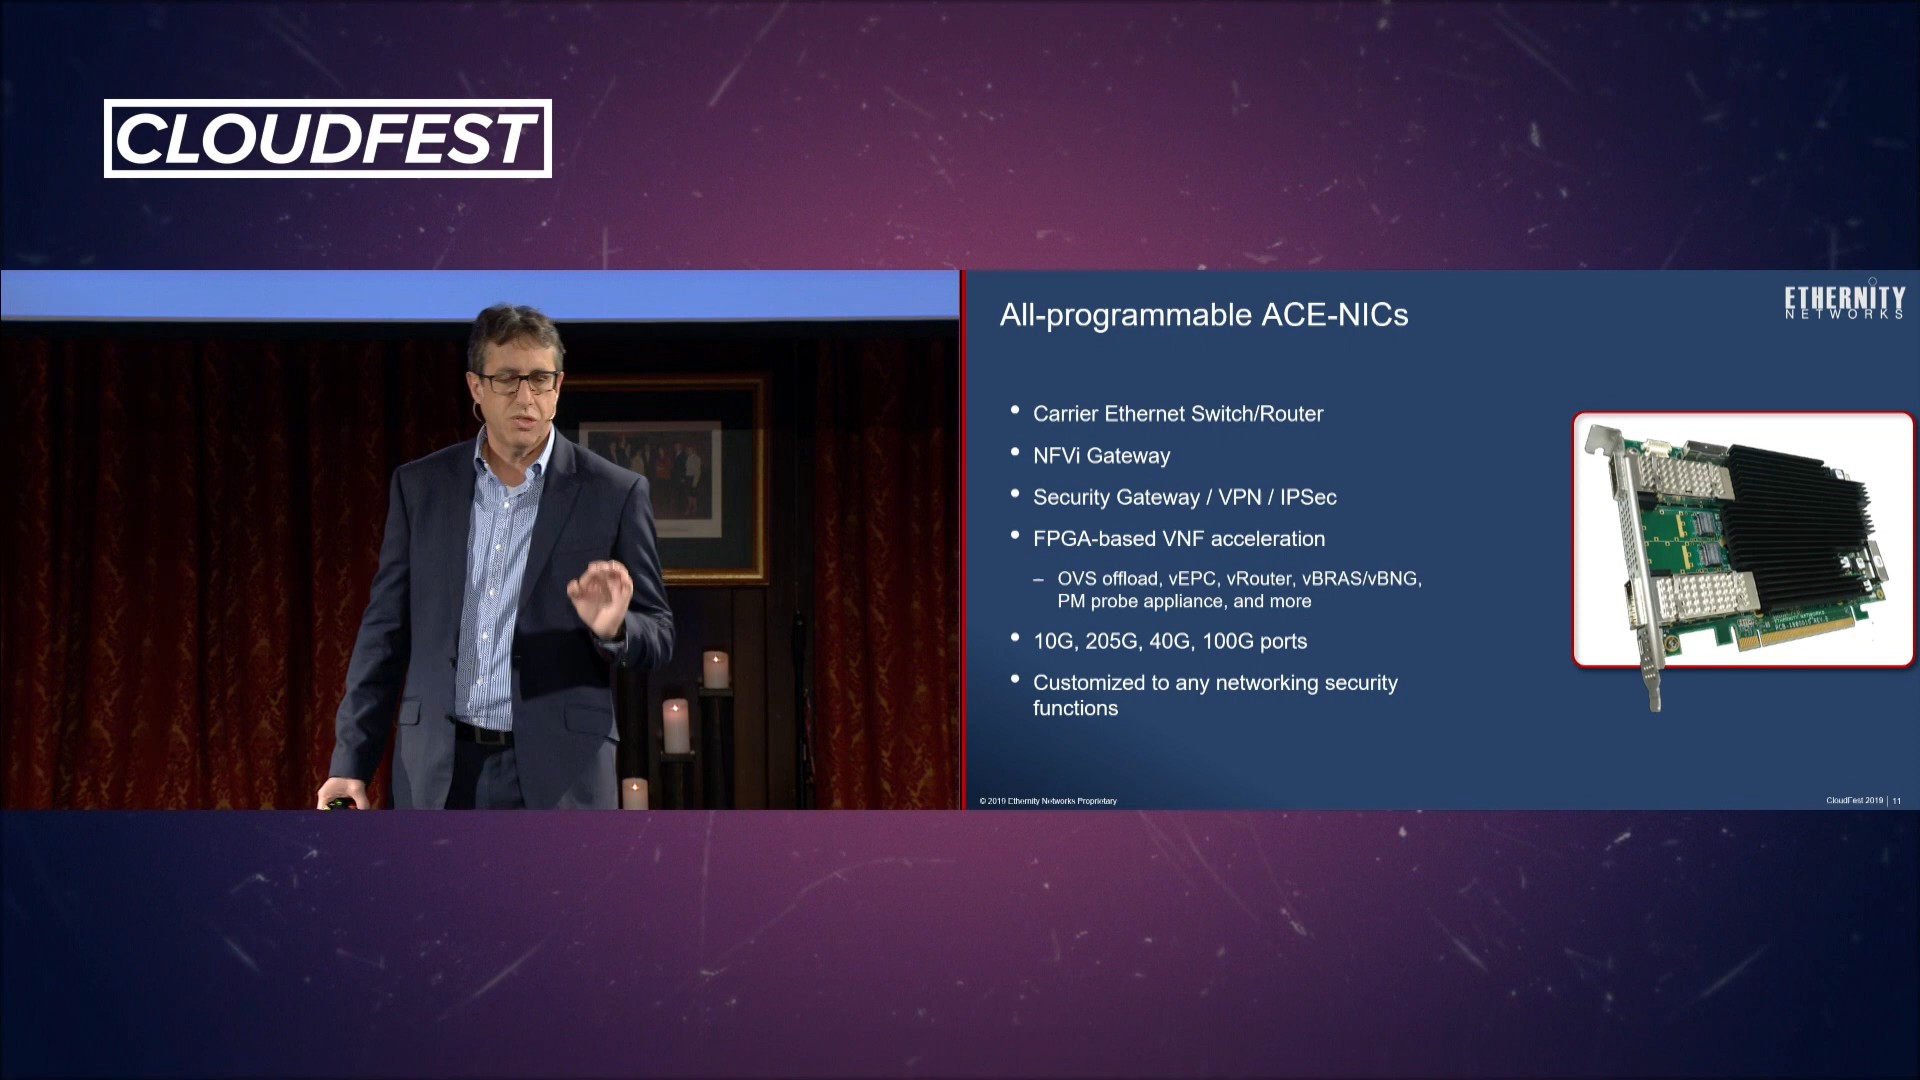 CLOUDFEST
All-programmable ACE-NICs
ETHERNITY
NETWORKS
• Carrier Ethernet Switch/Router
• NFVi Gateway
• Security Gateway / VPN / IPSec
• FPGA-based VNF acceleration
– OVS offload, vEPC, vRouter, vBRAS/vBNG,
PM probe appliance, and more
• 10G, 205G, 40G, 100G ports
• Customized to any networking security
functions
© 2019 Ethernity Networks Proprietary
CloudFest 2019 | 11